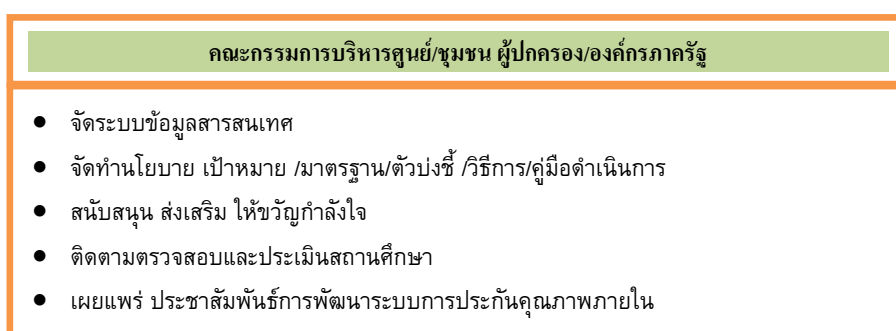 คณะกรรมการบริหารศูนย์/ชุมชน ผู้ปกครอง/องค์กรภาครัฐ
● จัดระบบข้อมูลสารสนเทศ
● จัดทำนโยบาย เป้าหมาย /มาตรฐาน/ตัวบ่งชี้ /วิธีการ/คู่มือดำเนินการ
● สนับสนุน ส่งเสริม ให้ขวัญกำลังใจ
● ติดตามตรวจสอบและประเมินสถานศึกษา
● เผยแพร่ ประชาสัมพันธ์การพัฒนาระบบการประกันคุณภาพภายใน